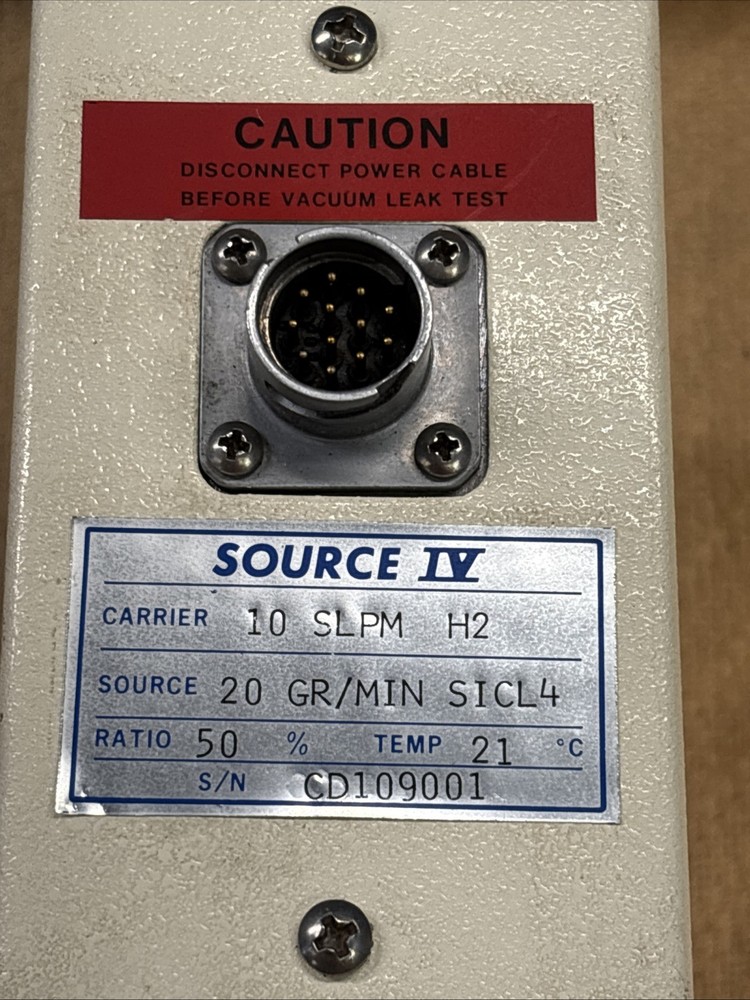 CAUTION
DISCONNECT POWER CABLE
BEFORE VACUUM LEAK TEST
SOURCE IV
CARRIER 10 SLPM H2
SOURCE 20 GR/MIN SICL4
RATIO 50 % TEMP 21 °C
S/N CD109001